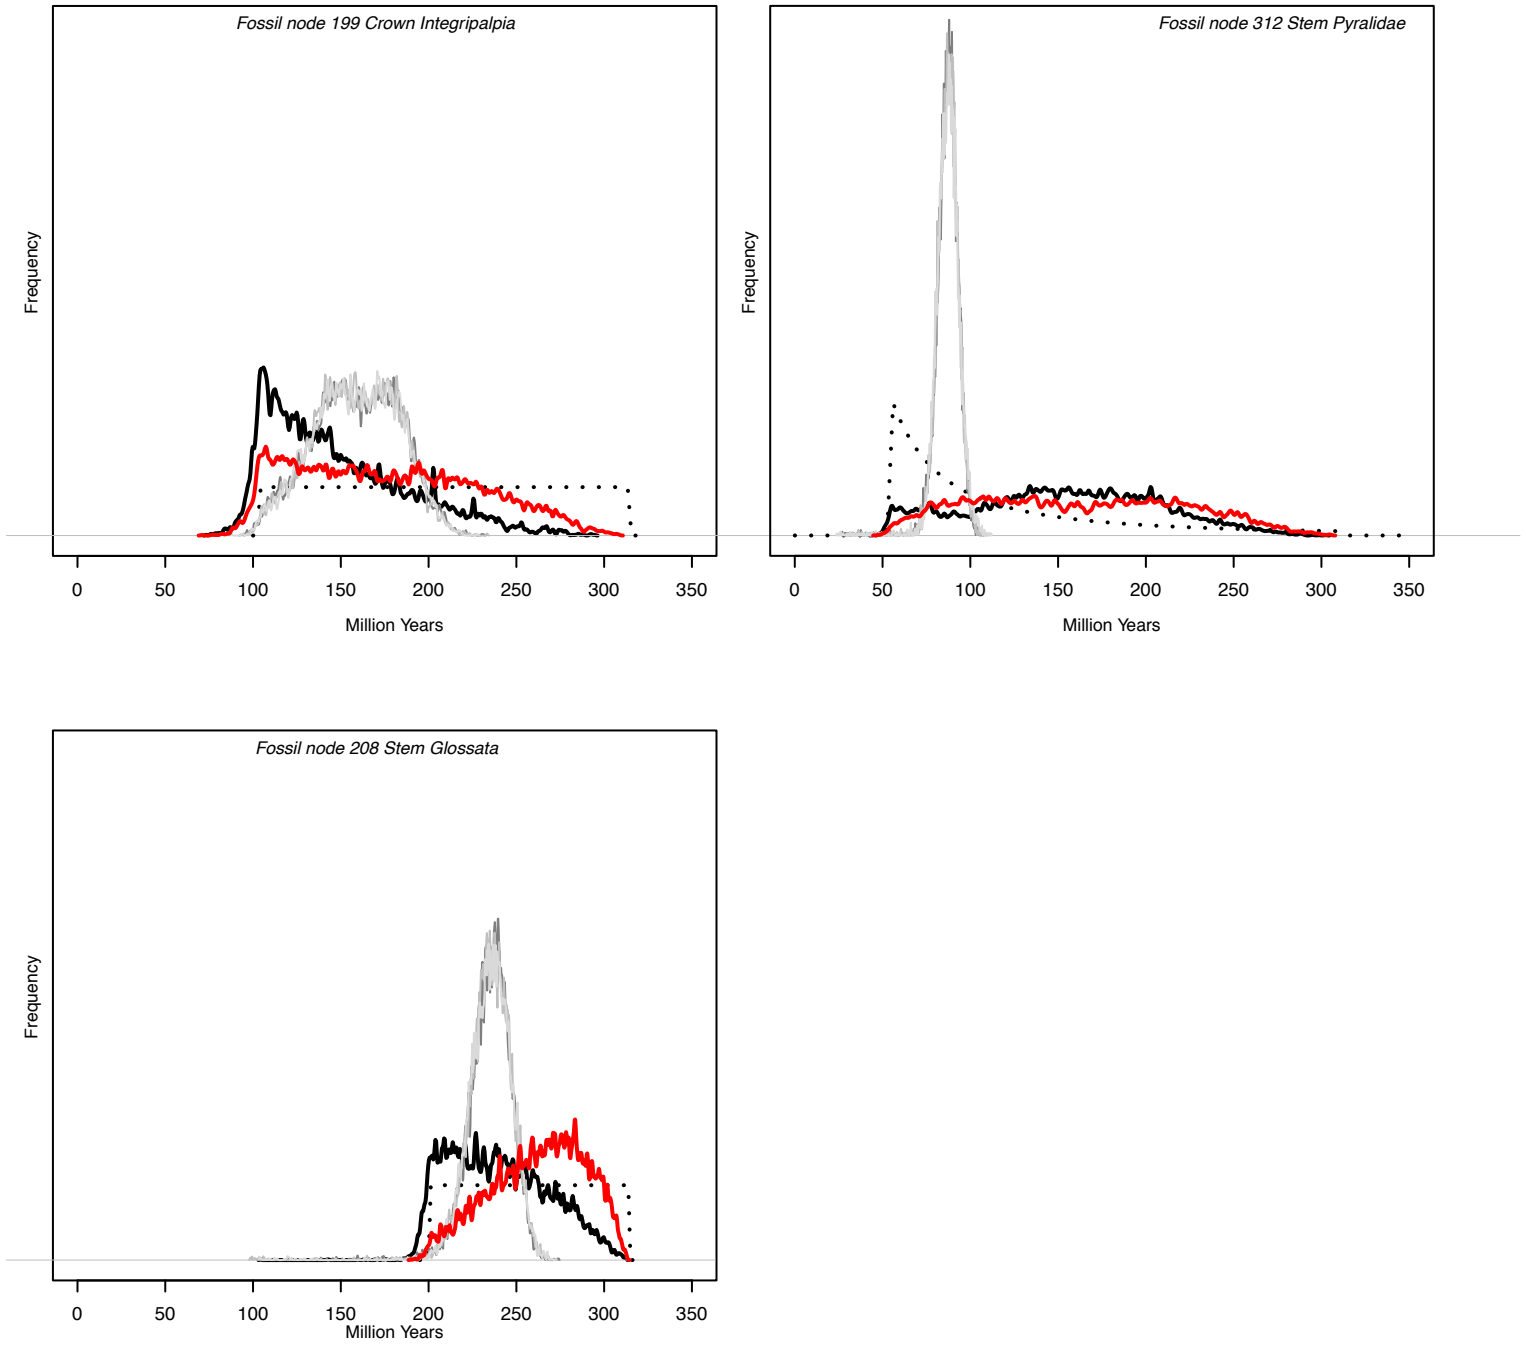 Fossil node 199 Crown Integripalpia
Frequency
0 50 100 150 200 250 300 350
Million Years
Fossil node 312 Stem Pyralidae
Frequency
0 50 100 150 200 250 300 350
Million Years
Fossil node 208 Stem Glossata
Frequency
0 50 100 150 200 250 300 350
Million Years